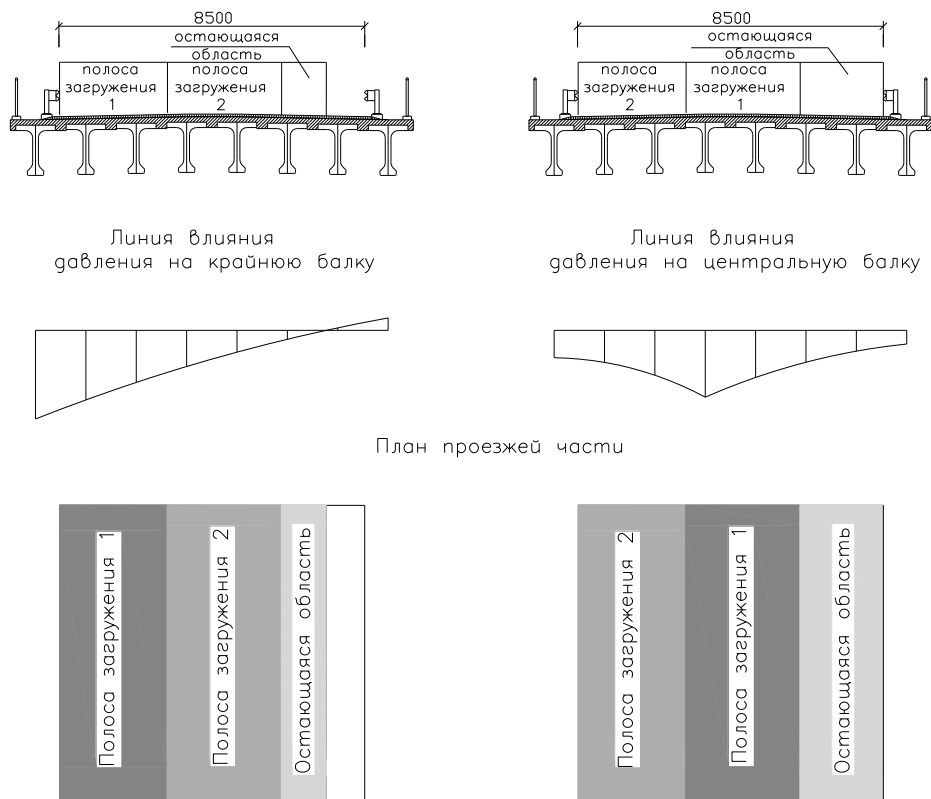 8500
остающаяся
область
полоса
загружения
1
полоса
загружения
2
8500
остающаяся
область
полоса
загружения
2
полоса
загружения
1
Линия влияния
давления на крайнюю балку
Линия влияния
давления на центральную балку
План проезжей части
Полоса загружения 1
Полоса загружения 2
Остающаяся область
Полоса загружения 2
Полоса загружения 1
Остающаяся область